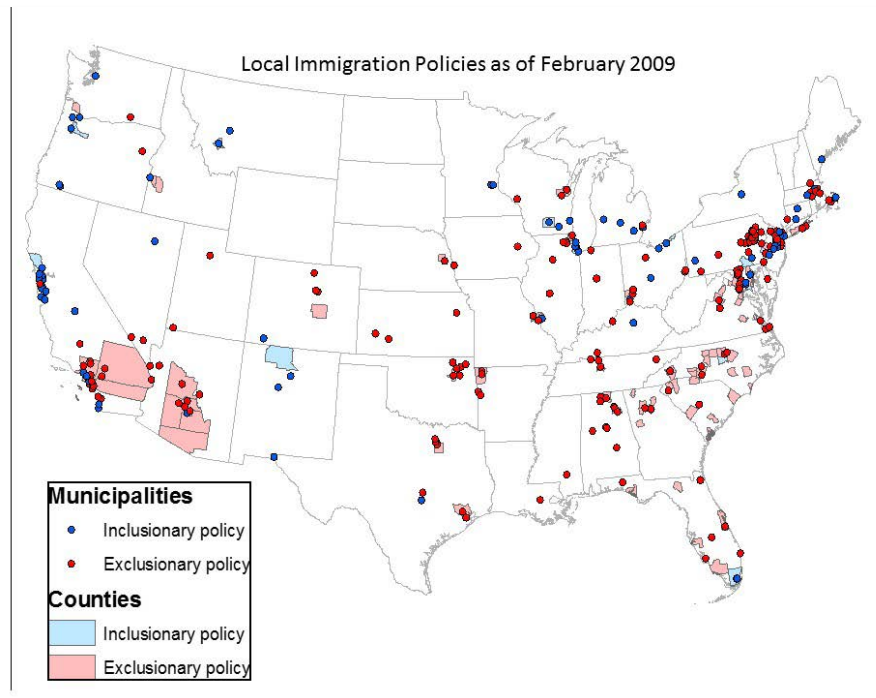 Local Immigration Policies as of February 2009
Municipalities
Inclusionary policy
Exclusionary policy
Counties
Inclusionary policy
Exclusionary policy